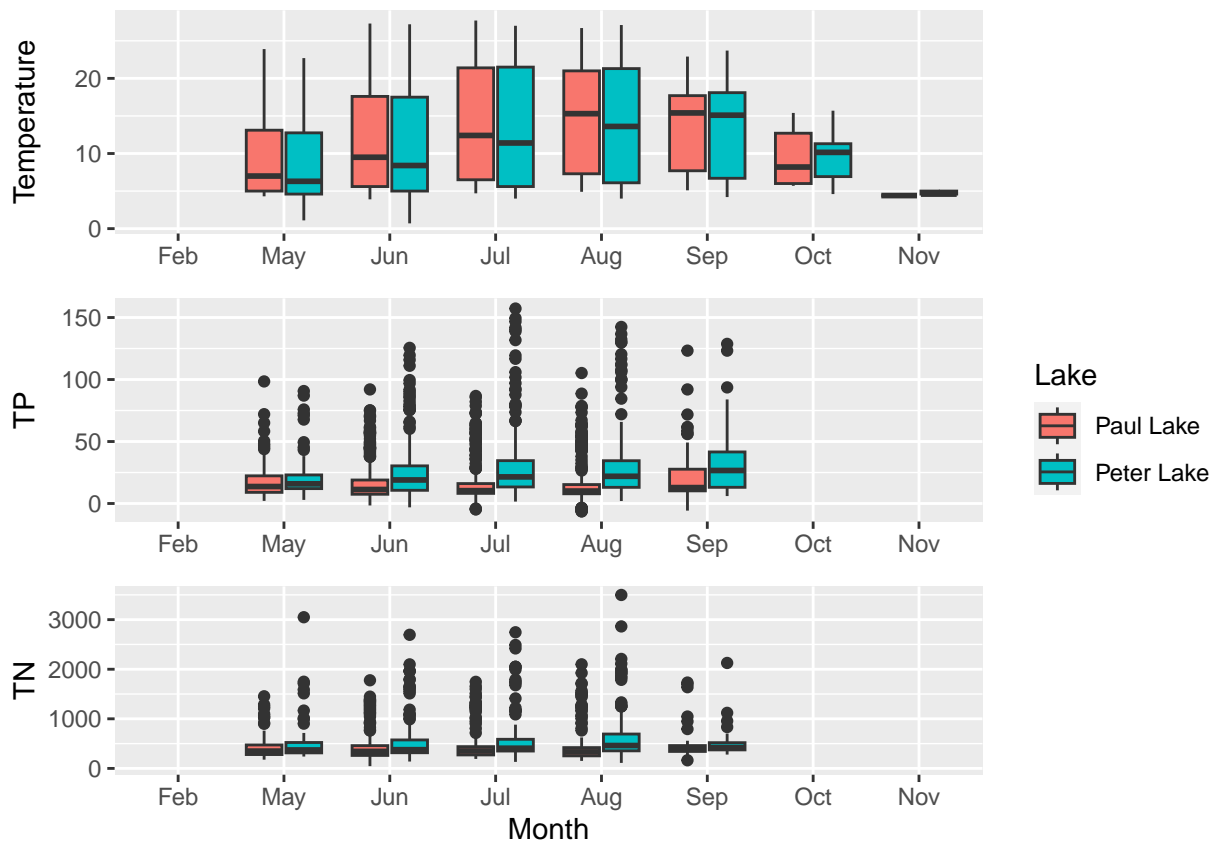 Temperature
20
10
0
Feb May Jun Jul Aug Sep Oct Nov
TP
150
100
50
0
Feb May Jun Jul Aug Sep Oct Nov
Lake
Paul Lake
Peter Lake
TN
3000
2000
1000
0
Feb May Jun Jul Aug Sep Oct Nov
Month